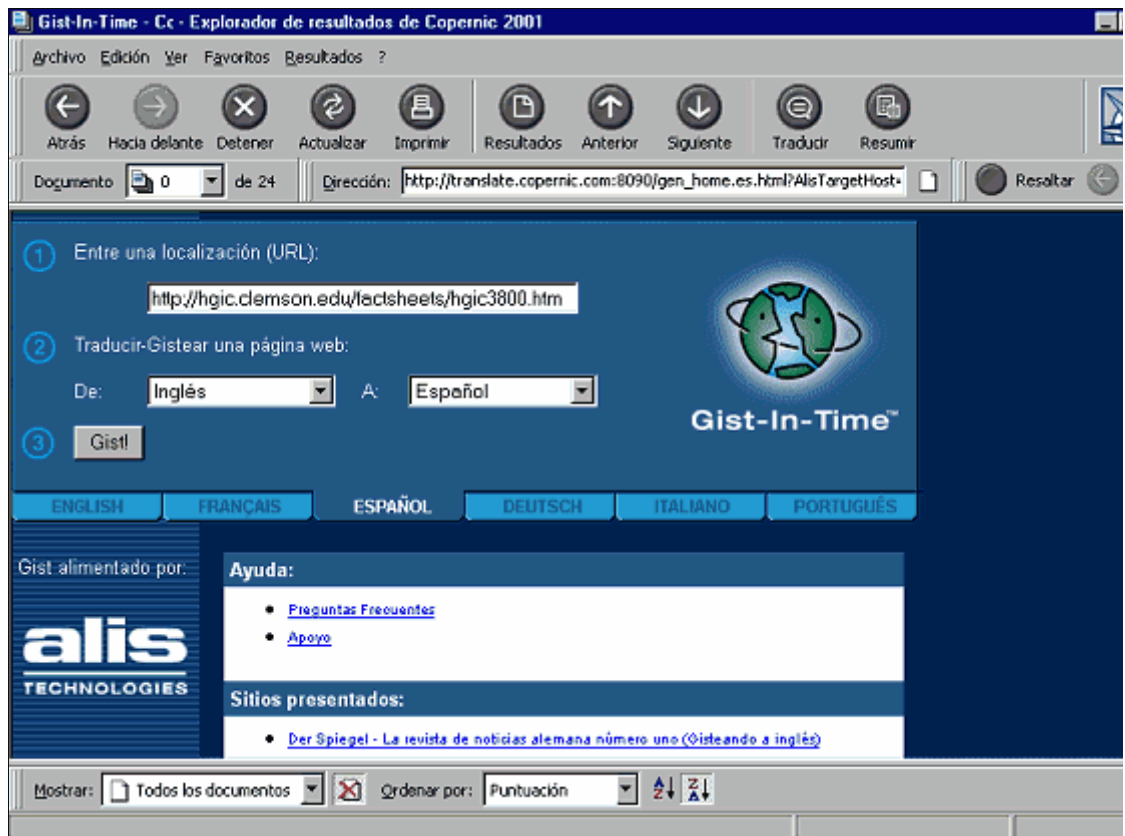 Gist-In-Time - Cc - Explorador de resultados de Copernic 2001
Archivo Edición Ver Favoritos Resultados ?
Atrás Hacia delante Detener Actualizar Imprimir Resultados Anterior Siguiente Traducir Resumir
Documento 0 de 24 Dirección: http://translate.copernic.com:8090/gen_home.es.html?AlisTargetHost= Resaltar
1 Entre una localización (URL):
http://hgic.clemson.edu/factsheets/hgic3800.htm
2 Traducir-Gistear una página web:
De: Inglés A: Español
Gist-In-Time™
3 Gist!
ENGLISH FRANÇAIS ESPAÑOL DEUTSCH ITALIANO PORTUGUÊS
Gist alimentado por:
alis
TECHNOLOGIES
Ayuda:
Preguntas Frecuentes
Apoyo
Sitios presentados:
Der Spiegel - La revista de noticias alemana número uno (Gisteando a inglés)
Mostrar: Todos los documentos Ordenar por: Puntuación